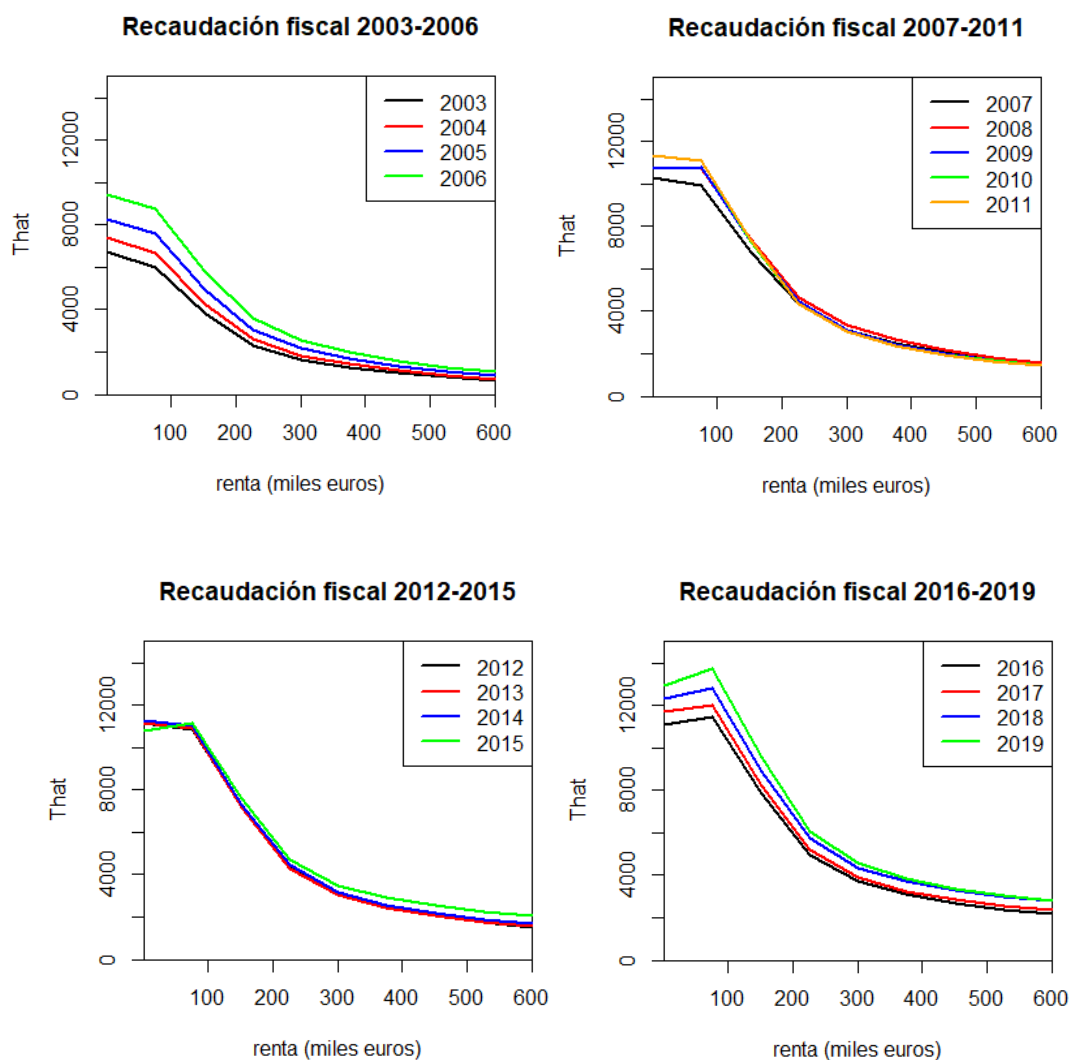 Recaudación fiscal 2003-2006
2003
2004
2005
2006
That
0 4000 8000 12000
100 200 300 400 500 600
renta (miles euros)
Recaudación fiscal 2007-2011
2007
2008
2009
2010
2011
That
0 4000 8000 12000
100 200 300 400 500 600
renta (miles euros)
Recaudación fiscal 2012-2015
2012
2013
2014
2015
That
0 4000 8000 12000
100 200 300 400 500 600
renta (miles euros)
Recaudación fiscal 2016-2019
2016
2017
2018
2019
That
0 4000 8000 12000
100 200 300 400 500 600
renta (miles euros)